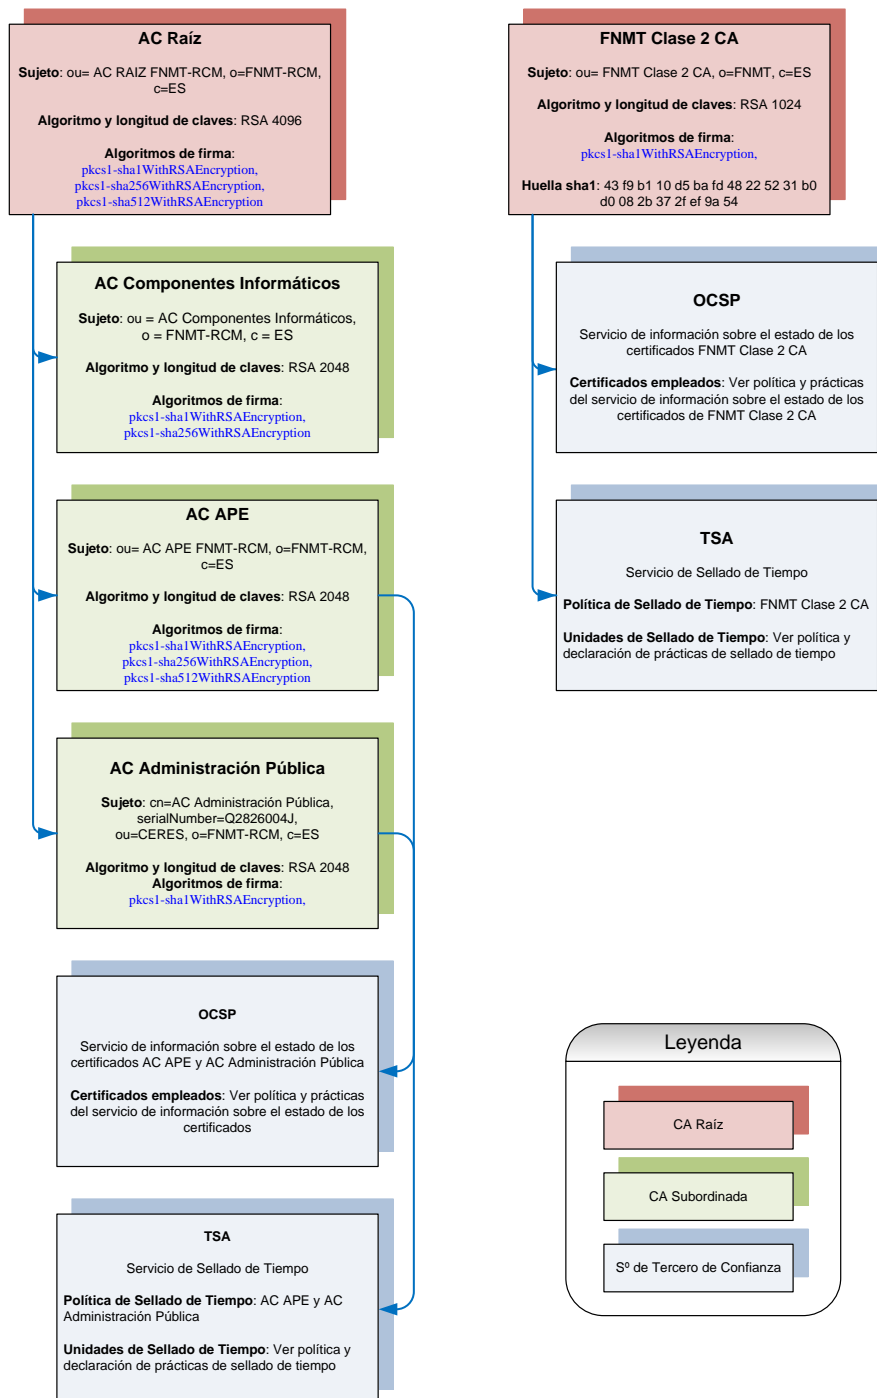 AC Raíz
Sujeto: ou= AC RAIZ FNMT-RCM, o=FNMT-RCM,
c=ES
Algoritmo y longitud de claves: RSA 4096
Algoritmos de firma:
pkcs1-sha1WithRSAEncryption,
pkcs1-sha256WithRSAEncryption,
pkcs1-sha512WithRSAEncryption
AC Componentes Informáticos
Sujeto: ou = AC Componentes Informáticos,
o = FNMT-RCM, c = ES
Algoritmo y longitud de claves: RSA 2048
Algoritmos de firma:
pkcs1-sha1WithRSAEncryption,
pkcs1-sha256WithRSAEncryption
AC APE
Sujeto: ou= AC APE FNMT-RCM, o=FNMT-RCM,
c=ES
Algoritmo y longitud de claves: RSA 2048
Algoritmos de firma:
pkcs1-sha1WithRSAEncryption,
pkcs1-sha256WithRSAEncryption,
pkcs1-sha512WithRSAEncryption
AC Administración Pública
Sujeto: cn=AC Administración Pública,
serialNumber=Q2826004J,
ou=CERES, o=FNMT-RCM, c=ES
Algoritmo y longitud de claves: RSA 2048
Algoritmos de firma:
pkcs1-sha1WithRSAEncryption,
OCSP
Servicio de información sobre el estado de los
certificados AC APE y AC Administración Pública
Certificados empleados: Ver política y prácticas
del servicio de información sobre el estado de los
certificados
TSA
Servicio de Sellado de Tiempo
Política de Sellado de Tiempo: AC APE y AC
Administración Pública
Unidades de Sellado de Tiempo: Ver política y
declaración de prácticas de sellado de tiempo
FNMT Clase 2 CA
Sujeto: ou= FNMT Clase 2 CA, o=FNMT, c=ES
Algoritmo y longitud de claves: RSA 1024
Algoritmos de firma:
pkcs1-sha1WithRSAEncryption,
Huella sha1: 43 f9 b1 10 d5 ba fd 48 22 52 31 b0
d0 08 2b 37 2f ef 9a 54
OCSP
Servicio de información sobre el estado de los
certificados FNMT Clase 2 CA
Certificados empleados: Ver política y prácticas
del servicio de información sobre el estado de los
certificados de FNMT Clase 2 CA
TSA
Servicio de Sellado de Tiempo
Política de Sellado de Tiempo: FNMT Clase 2 CA
Unidades de Sellado de Tiempo: Ver política y
declaración de prácticas de sellado de tiempo
Leyenda
CA Raíz
CA Subordinada
Sº de Tercero de Confianza